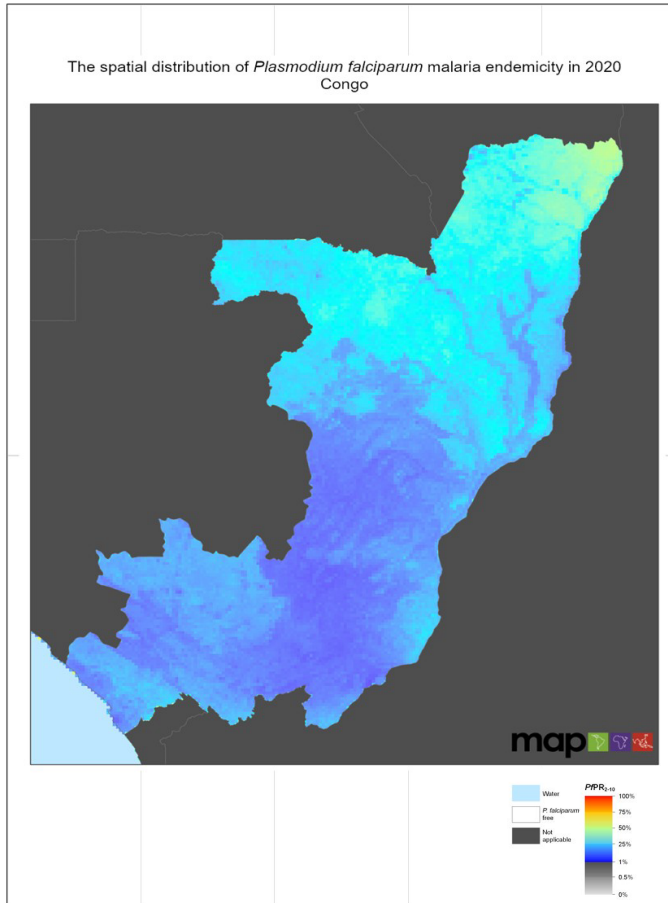 The spatial distribution of Plasmodium falciparum malaria endemicity in 2020
Congo
map
Water
P. falciparum
free
Not
applicable
PfPR2-10
100%
75%
50%
25%
1%
0.5%
0%